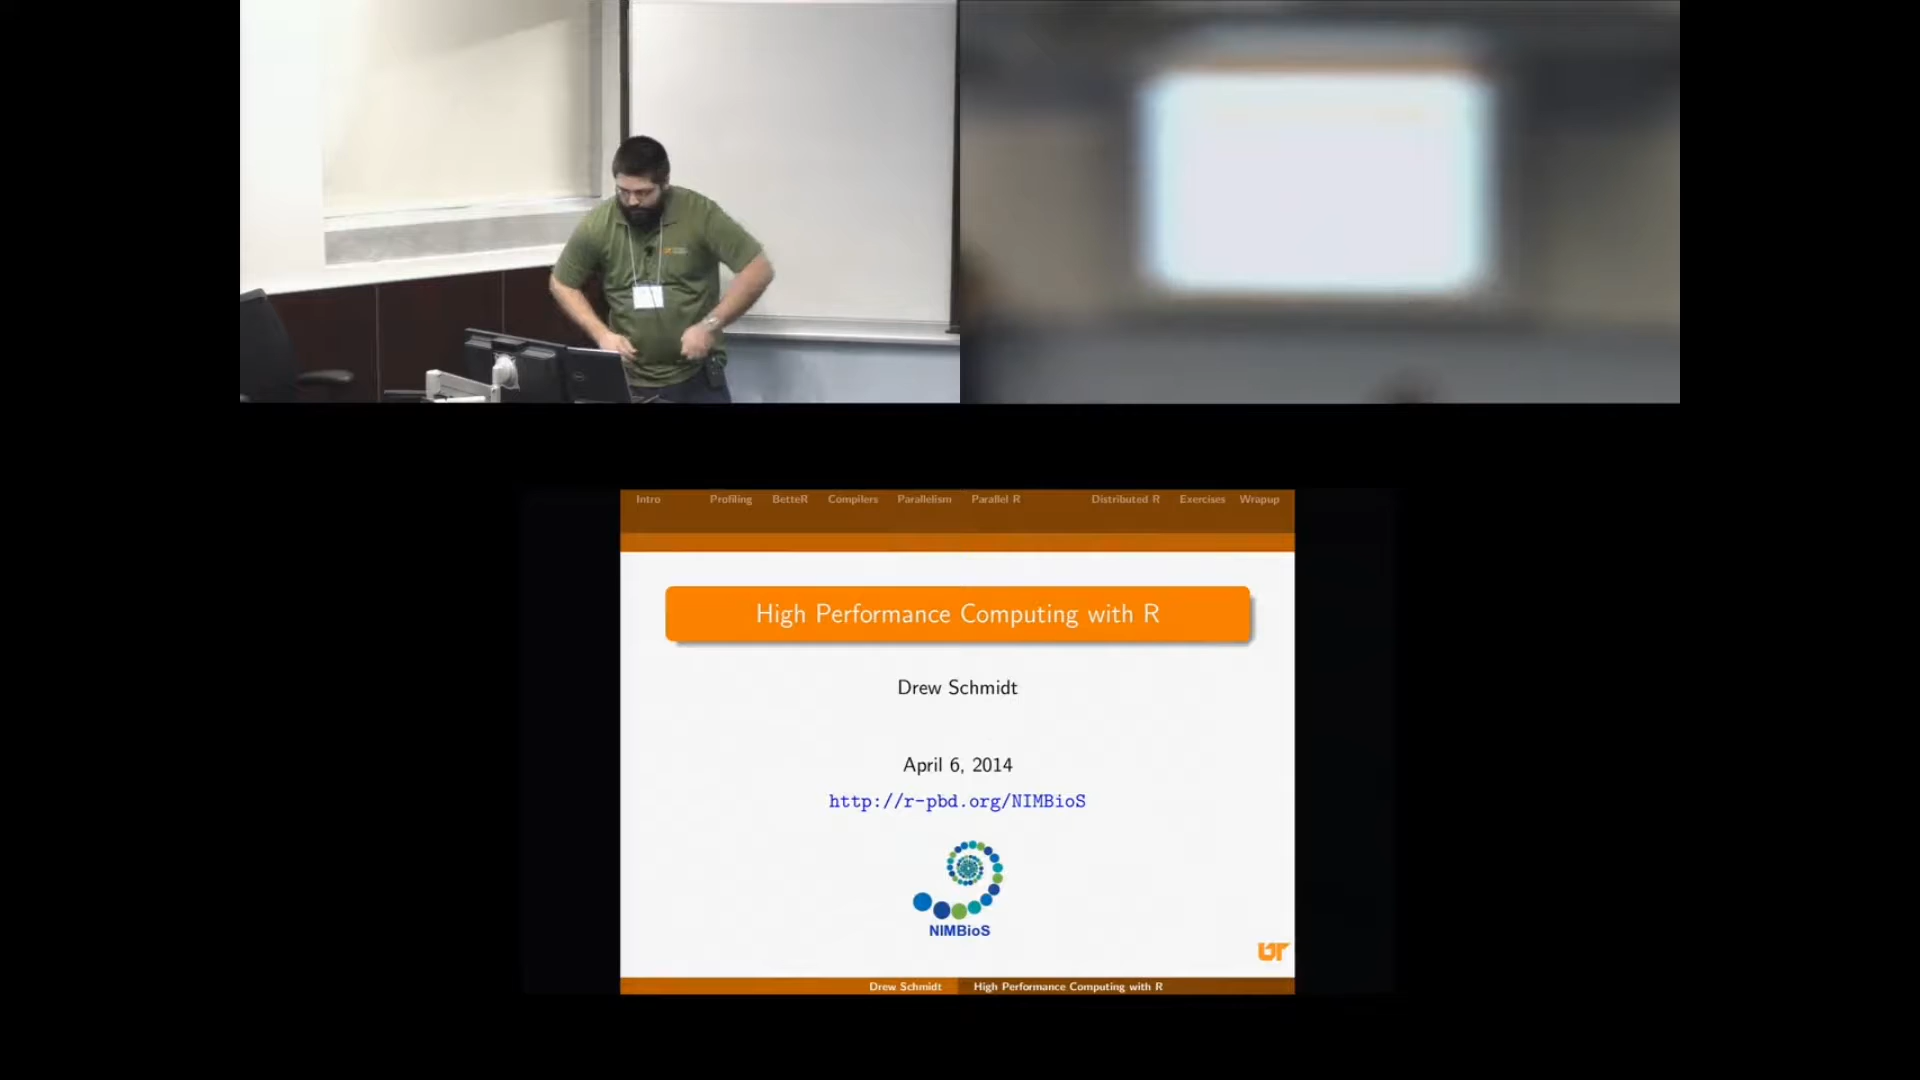 Intro Profiling BetteR Compilers Parallelism Parallel R Distributed R Exercises Wrapup
High Performance Computing with R
Drew Schmidt
April 6, 2014
http://r-pbd.org/NIMBioS
NIMBioS
UT
Drew Schmidt High Performance Computing with R